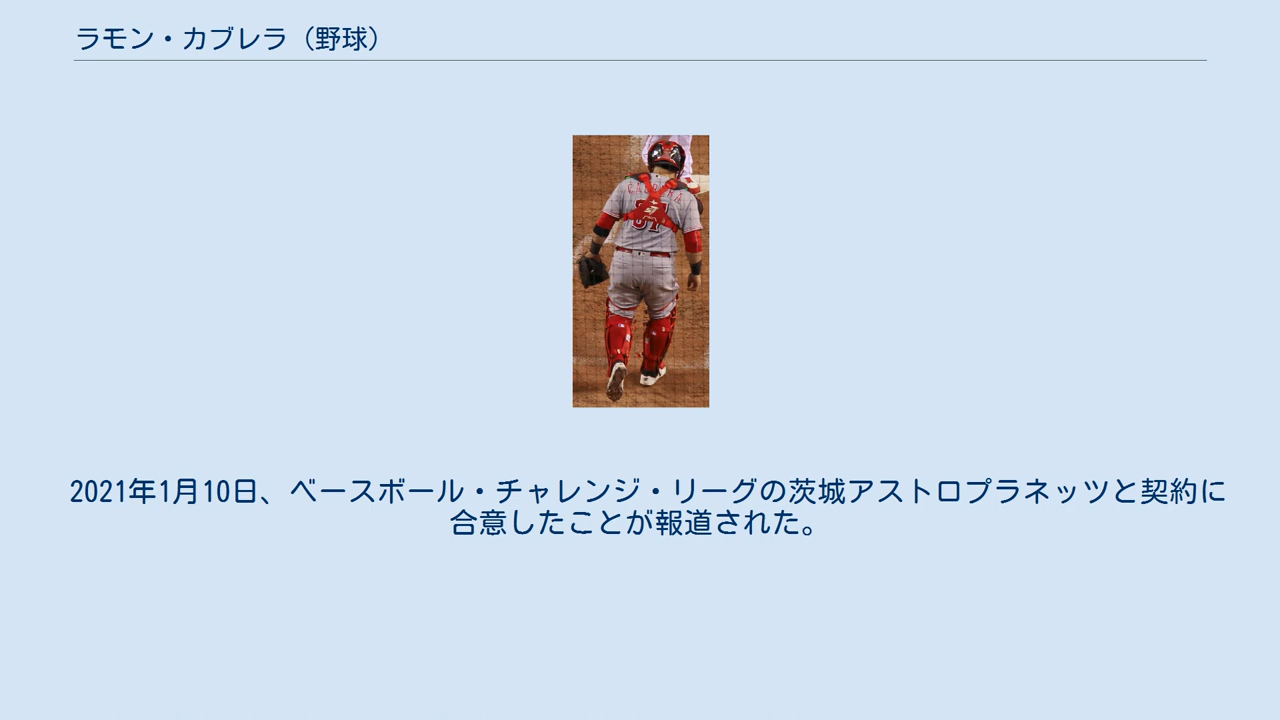 ラモン・カブレラ（野球）
2021年1月10日、ベースボール・チャレンジ・リーグの茨城アストロプラネッツと契約に
合意したことが報道された。